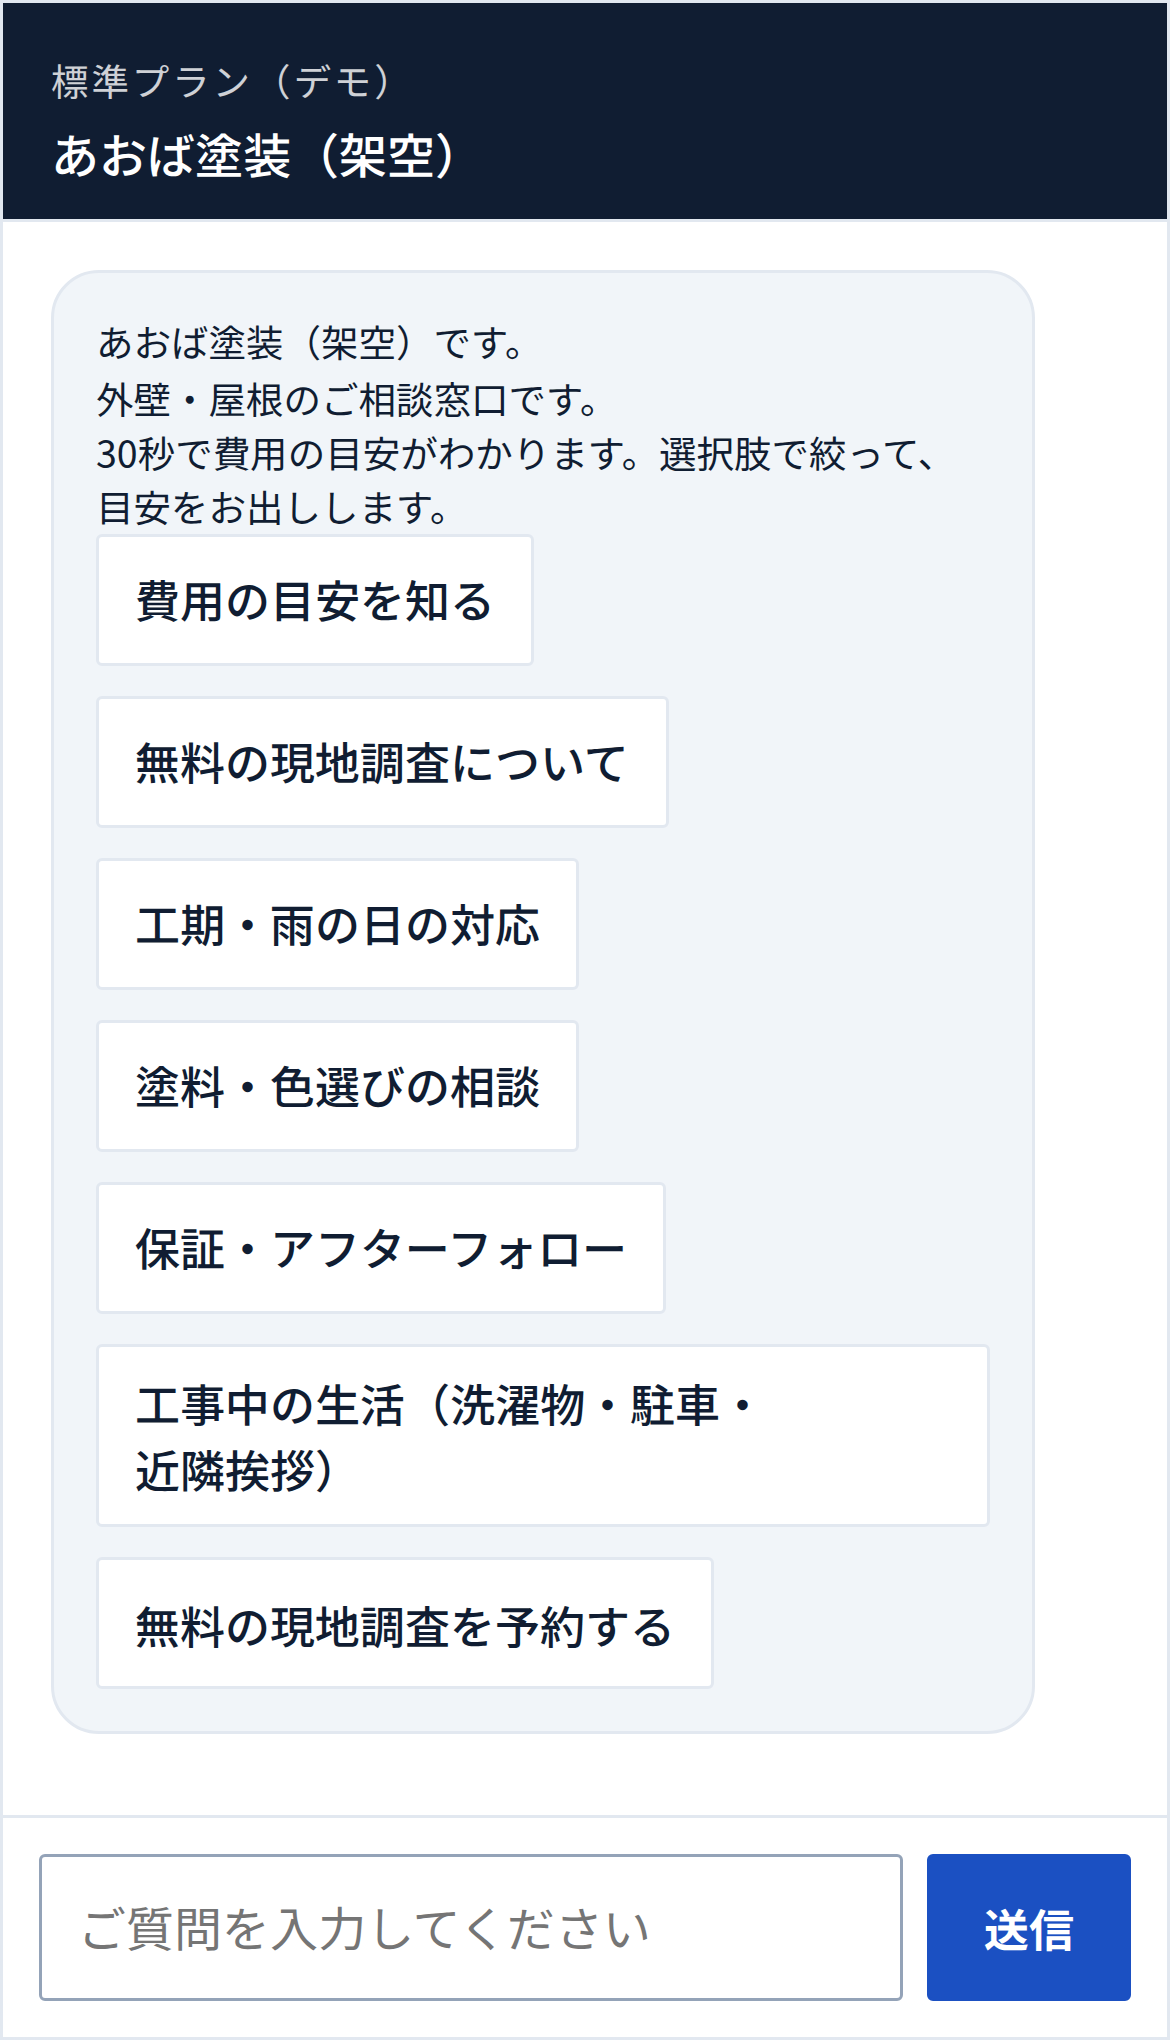 標準プラン（デモ）
あおば塗装（架空）
あおば塗装（架空）です。
外壁・屋根のご相談窓口です。
30秒で費用の目安がわかります。選択肢で絞って、
目安をお出しします。
費用の目安を知る
無料の現地調査について
工期・雨の日の対応
塗料・色選びの相談
保証・アフターフォロー
工事中の生活（洗濯物・駐車・
近隣挨拶）
無料の現地調査を予約する
ご質問を入力してください
送信